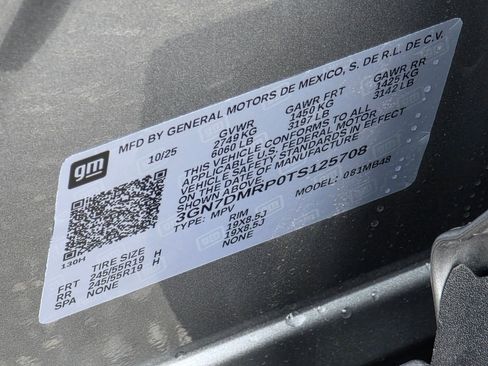 gm
MFD BY GENERAL MOTORS DE MEXICO, S. DE R.L. DE C.V.
10/25 GVWR GAWR FRT GAWR RR
2749 KG 1450 KG 1425 KG
6060 LB 3197 LB 3142 LB
THIS VEHICLE CONFORMS TO ALL
APPLICABLE U.S. FEDERAL MOTOR
VEHICLE SAFETY STANDARDS IN EFFECT
ON THE DATE OF MANUFACTURE
SHOWN ABOVE.
3GN7DMRP0TS125708
TYPE: MPV MODEL: 081MB48
130H
TIRE SIZE RIM
FRT 245/55R19 H 19X8.5J
RR 245/55R19 H 19X8.5J
SPA NONE NONE